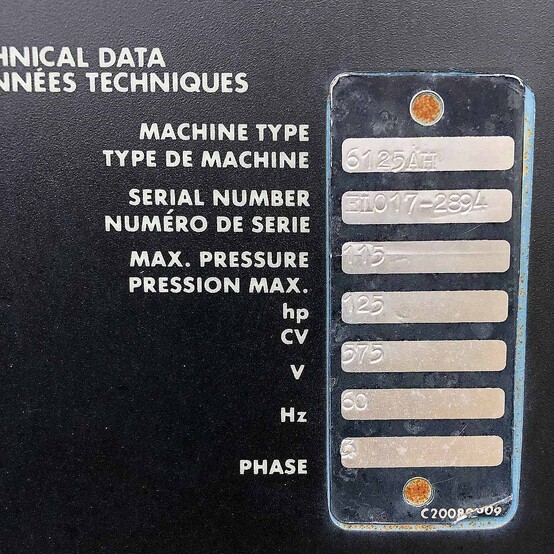 HNICAL DATA
NNÉES TECHNIQUES
MACHINE TYPE
TYPE DE MACHINE
6125AH
SERIAL NUMBER
NUMÉRO DE SERIE
EL017-2894
MAX. PRESSURE
PRESSION MAX.
115
hp
CV
125
V
575
Hz
60
PHASE
3